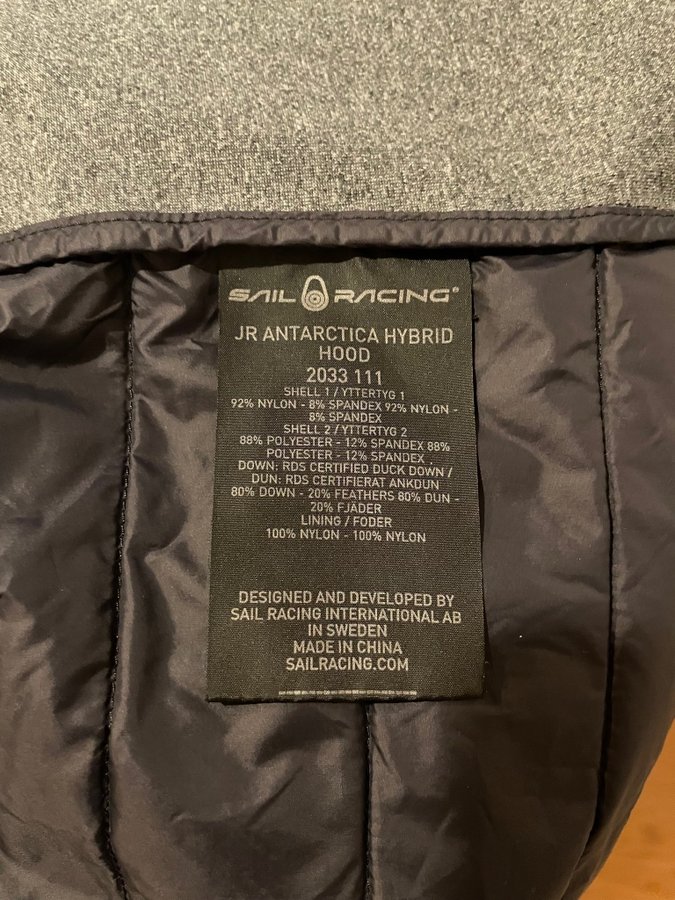 SAIL RACING®
JR ANTARCTICA HYBRID
HOOD
2033 111
SHELL 1 / YTTERTYG 1
92% NYLON - 8% SPANDEX 92% NYLON -
8% SPANDEX
SHELL 2 / YTTERTYG 2
88% POLYESTER - 12% SPANDEX 88%
POLYESTER - 12% SPANDEX
DOWN: RDS CERTIFIED DUCK DOWN /
DUN: RDS CERTIFIERAT ANKDUN
80% DOWN - 20% FEATHERS 80% DUN -
20% FJÄDER
LINING / FODER
100% NYLON - 100% NYLON
DESIGNED AND DEVELOPED BY
SAIL RACING INTERNATIONAL AB
IN SWEDEN
MADE IN CHINA
SAILRACING.COM